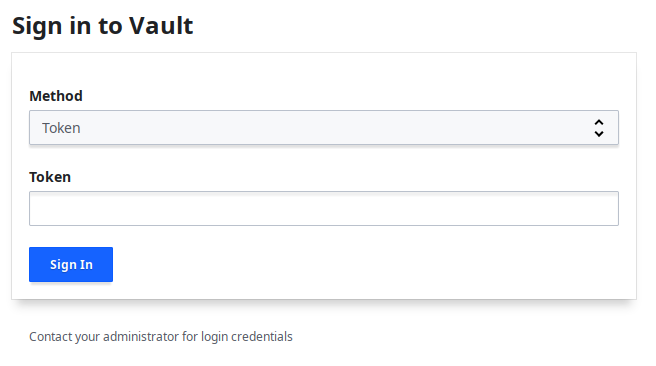 Sign in to Vault
Method
Token
Token
Sign In
Contact your administrator for login credentials